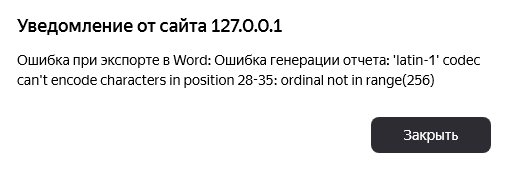 Уведомление от сайта 127.0.0.1
Ошибка при экспорте в Word: Ошибка генерации отчета: 'latin-1' codec
can't encode characters in position 28-35: ordinal not in range(256)
Закрыть